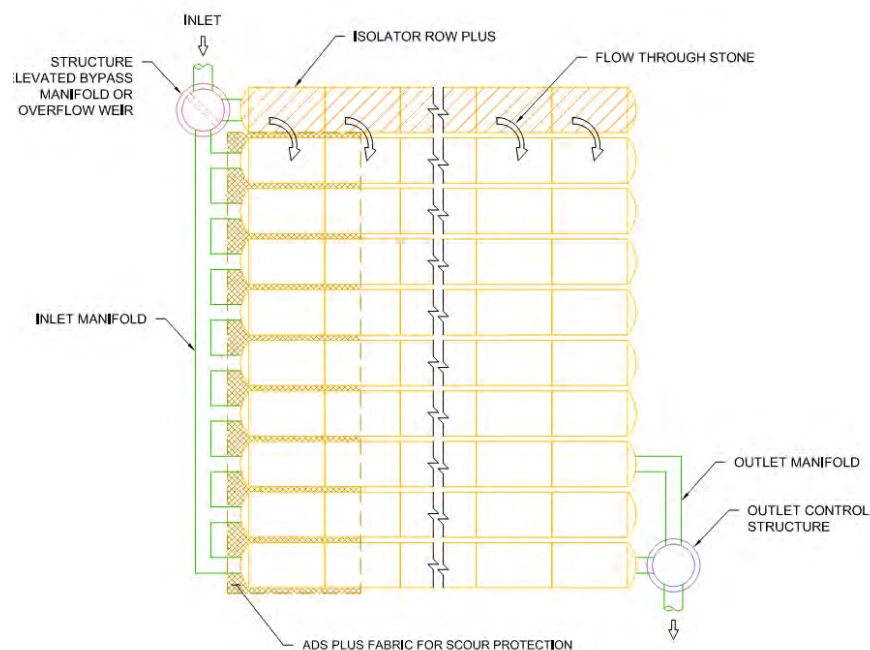 INLET
ISOLATOR ROW PLUS
STRUCTURE
ELEVATED BYPASS
MANIFOLD OR
OVERFLOW WEIR
FLOW THROUGH STONE
INLET MANIFOLD
OUTLET MANIFOLD
OUTLET CONTROL
STRUCTURE
ADS PLUS FABRIC FOR SCOUR PROTECTION